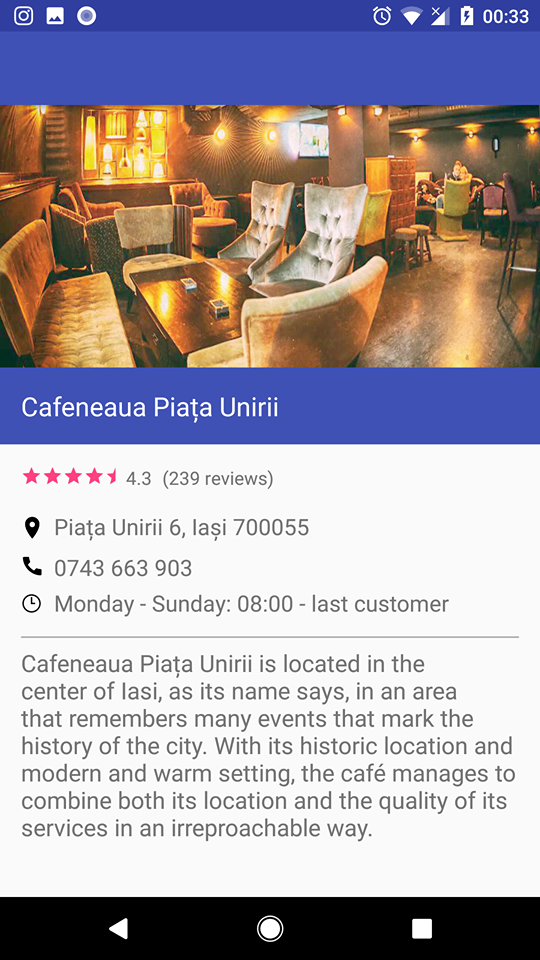 00:33
Cafeneaua Piața Unirii
4.3 (239 reviews)
Piața Unirii 6, Iași 700055
0743 663 903
Monday - Sunday: 08:00 - last customer
Cafeneaua Piața Unirii is located in the
center of Iasi, as its name says, in an area
that remembers many events that mark the
history of the city. With its historic location and
modern and warm setting, the café manages to
combine both its location and the quality of its
services in an irreproachable way.